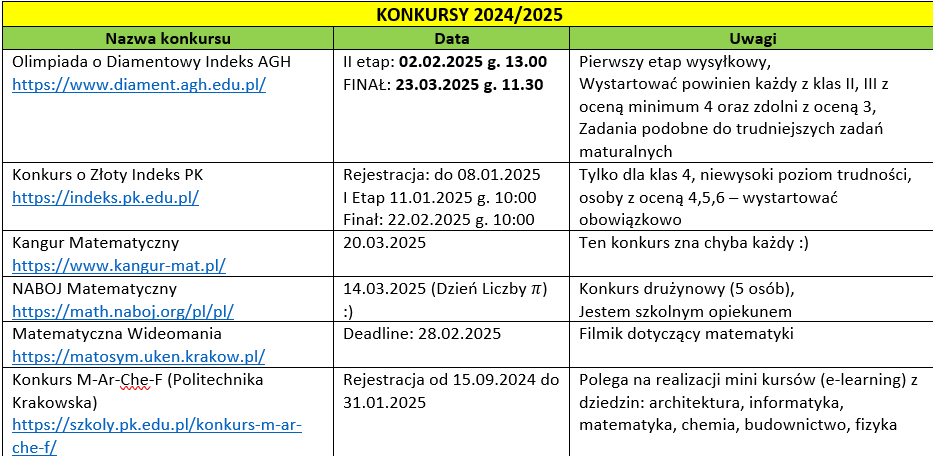 KONKURSY 2024/2025
Nazwa konkursu
Data
Uwagi
Olimpiada o Diamentowy Indeks AGH
https://www.diament.agh.edu.pl/
II etap: 02.02.2025 g. 13.00
FINAŁ: 23.03.2025 g. 11.30
Pierwszy etap wysyłkowy,
Wystartować powinien każdy z klas II, III z
oceną minimum 4 oraz zdolni z oceną 3,
Zadania podobne do trudniejszych zadań
maturalnych
Konkurs o Złoty Indeks PK
https://indeks.pk.edu.pl/
Rejestracja: do 08.01.2025
I Etap 11.01.2025 g. 10:00
Finał: 22.02.2025 g. 10:00
Tylko dla klas 4, niewysoki poziom trudności,
osoby z oceną 4,5,6 – wystartować
obowiązkowo
Kangur Matematyczny
https://www.kangur-mat.pl/
20.03.2025
Ten konkurs zna chyba każdy :)
NABOJ Matematyczny
https://math.naboj.org/pl/pl/
14.03.2025 (Dzień Liczby π)
:)
Konkurs drużynowy (5 osób),
Jestem szkolnym opiekunem
Matematyczna Wideomania
https://matosym.uken.krakow.pl/
Deadline: 28.02.2025
Filmik dotyczący matematyki
Konkurs M-Ar-Che-F (Politechnika
Krakowska)
https://szkoly.pk.edu.pl/konkurs-m-ar-
che-f/
Rejestracja od 15.09.2024 do
31.01.2025
Polega na realizacji mini kursów (e-learning) z
dziedzin: architektura, informatyka,
matematyka, chemia, budownictwo, fizyka